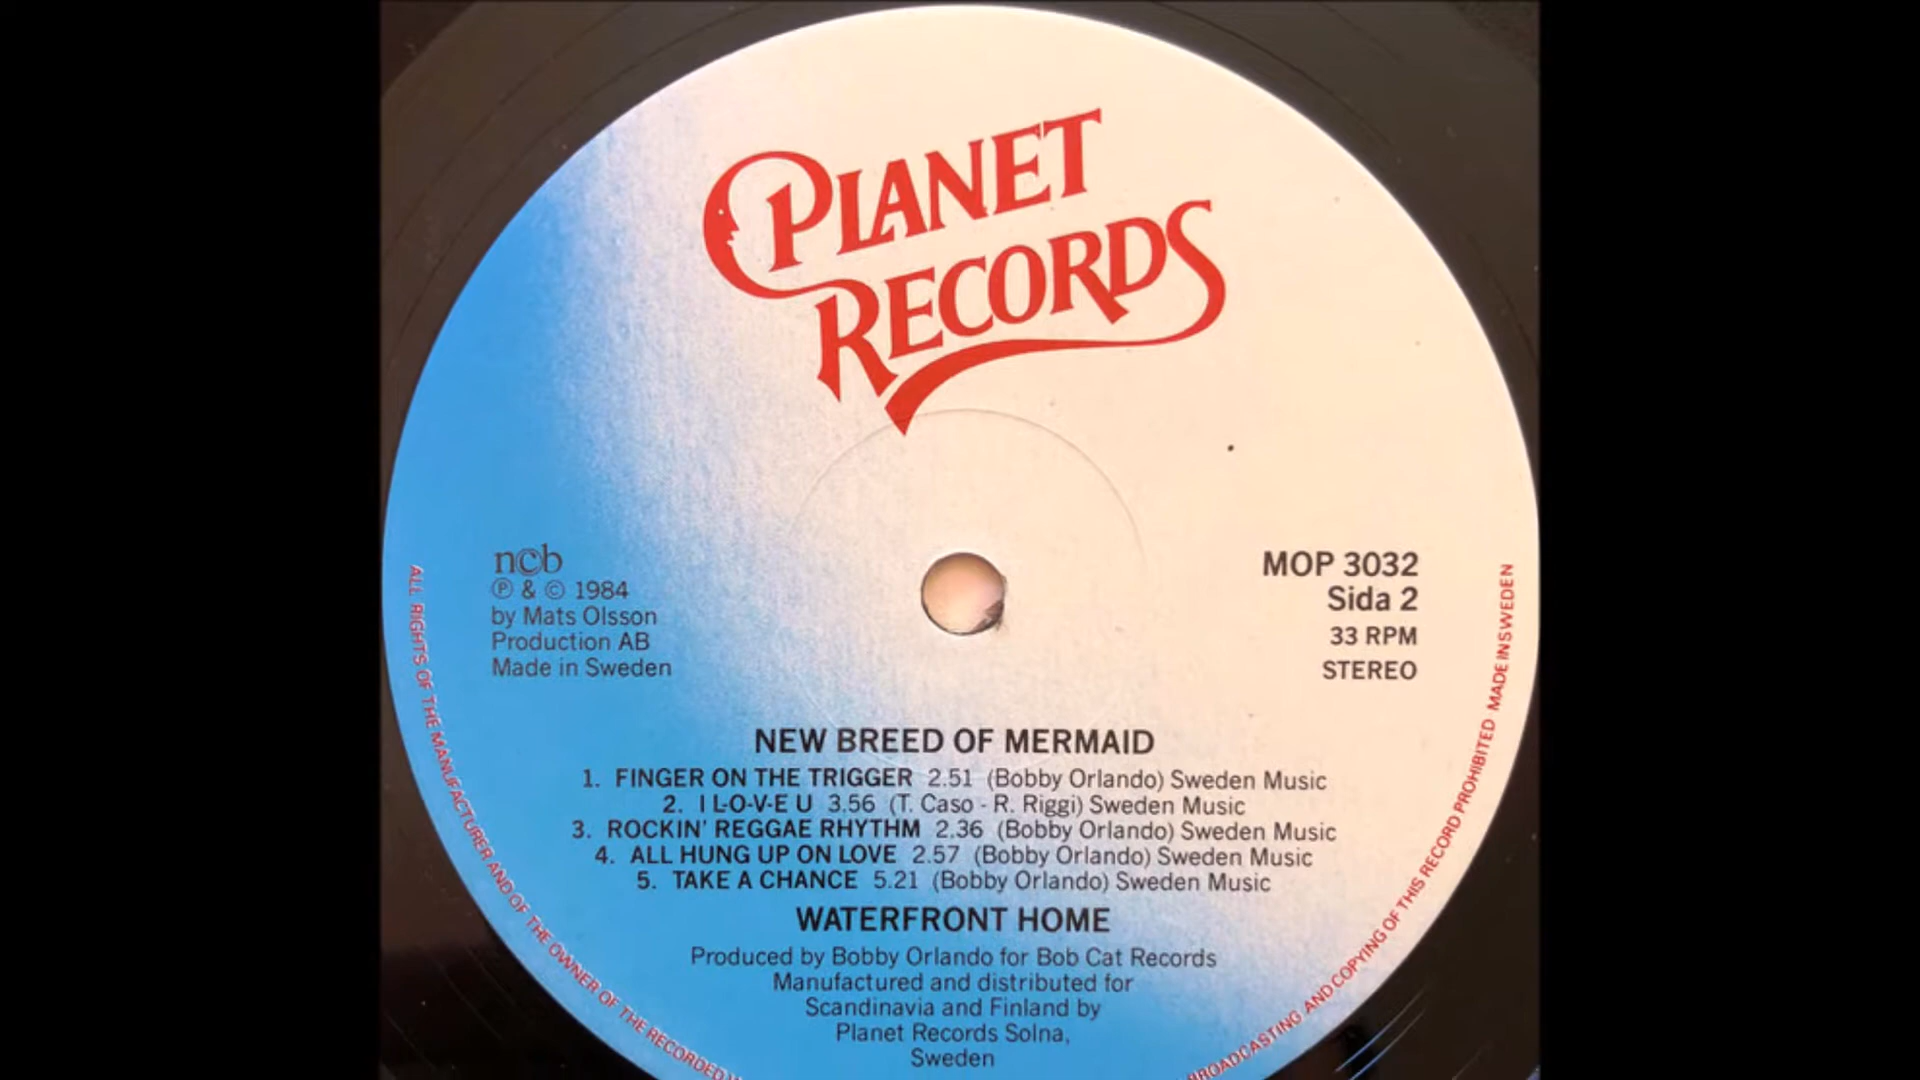 PLANET
RECORDS
ncb
℗ & © 1984
by Mats Olsson
Production AB
Made in Sweden
MOP 3032
Sida 2
33 RPM
STEREO
NEW BREED OF MERMAID
1. FINGER ON THE TRIGGER 2.51 (Bobby Orlando) Sweden Music
2. I L-O-V-E U 3.56 (T. Caso - R. Riggi) Sweden Music
3. ROCKIN' REGGAE RHYTHM 2.36 (Bobby Orlando) Sweden Music
4. ALL HUNG UP ON LOVE 2.57 (Bobby Orlando) Sweden Music
5. TAKE A CHANCE 5.21 (Bobby Orlando) Sweden Music
WATERFRONT HOME
Produced by Bobby Orlando for Bob Cat Records
Manufactured and distributed for
Scandinavia and Finland by
Planet Records Solna,
Sweden
ALL RIGHTS OF THE MANUFACTURER AND OF THE OWNER OF THE RECORDED
BROADCASTING AND COPYING OF THIS RECORD PROHIBITED MADE IN SWEDEN